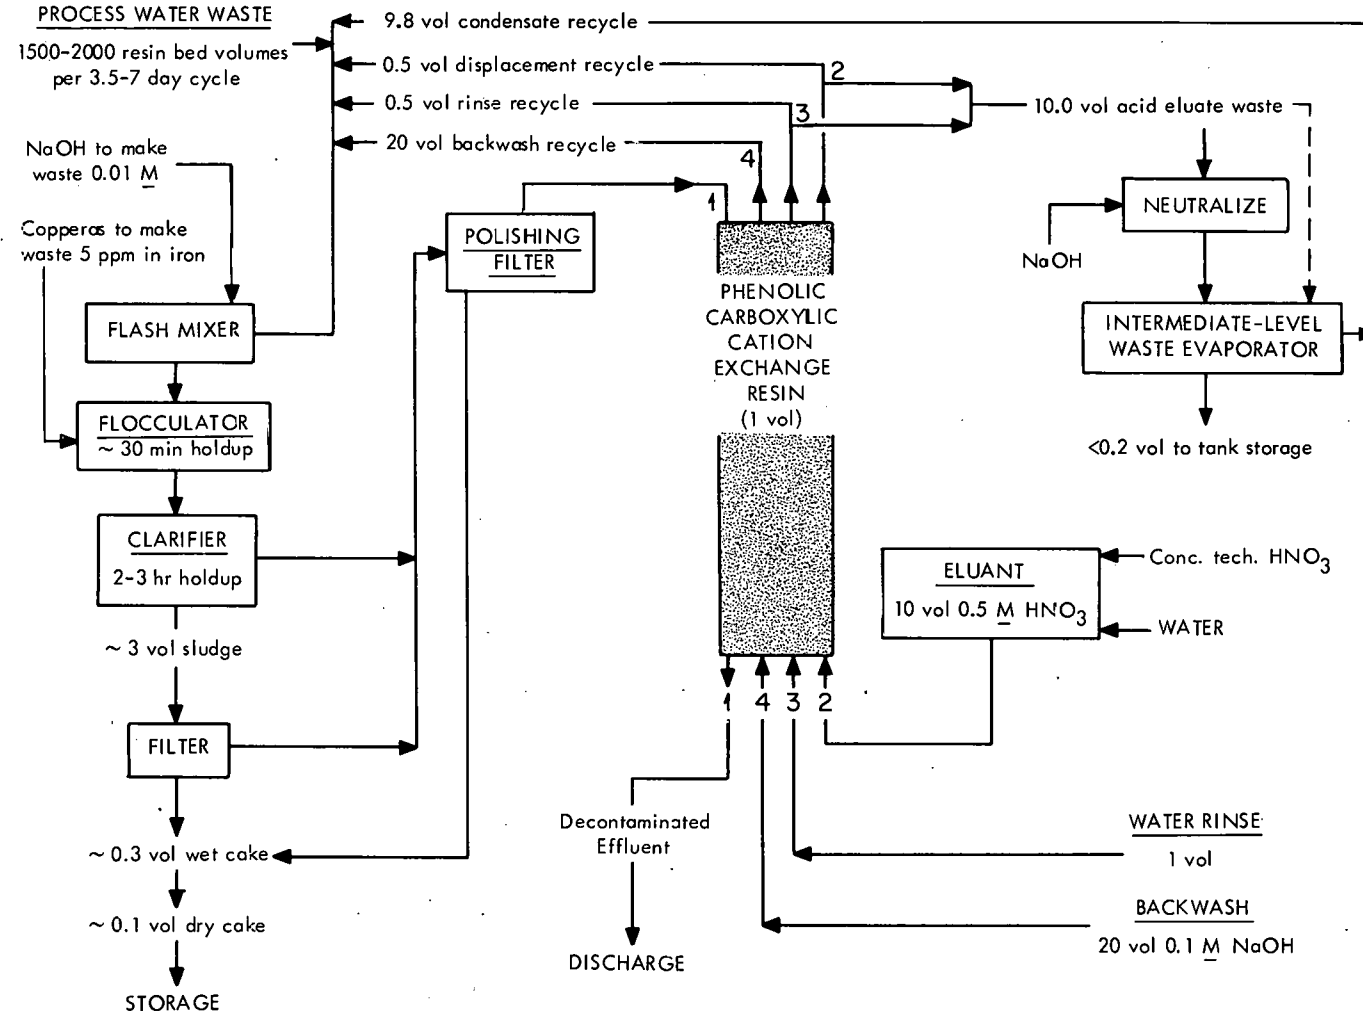 PROCESS WATER WASTE
1500-2000 resin bed volumes
per 3.5-7 day cycle
9.8 vol condensate recycle
0.5 vol displacement recycle
0.5 vol rinse recycle
20 vol backwash recycle
2
3
4
1
10.0 vol acid eluate waste
NaOH to make
waste 0.01 M
Copperas to make
waste 5 ppm in iron
POLISHING
FILTER
NEUTRALIZE
NaOH
FLASH MIXER
PHENOLIC
CARBOXYLIC
CATION
EXCHANGE
RESIN
(1 vol)
INTERMEDIATE-LEVEL
WASTE EVAPORATOR
<0.2 vol to tank storage
FLOCCULATOR
~ 30 min holdup
CLARIFIER
2-3 hr holdup
~ 3 vol sludge
FILTER
ELUANT
10 vol 0.5 M HNO3
Conc. tech. HNO3
WATER
1 4 3 2
~ 0.3 vol wet cake
~ 0.1 vol dry cake
STORAGE
Decontaminated
Effluent
DISCHARGE
WATER RINSE
1 vol
BACKWASH
20 vol 0.1 M NaOH